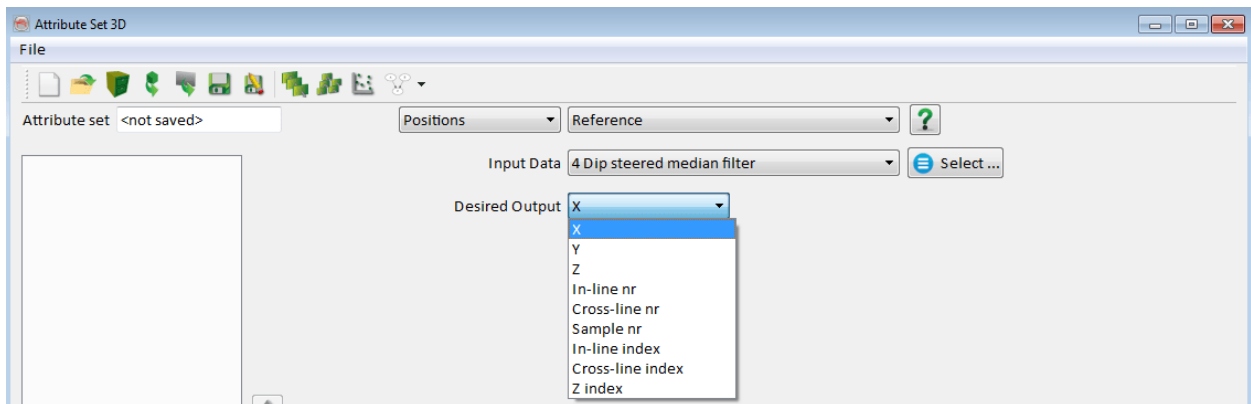 Attribute Set 3D
File
Attribute set <not saved> Positions Reference ?
Input Data 4 Dip steered median filter Select ...
Desired Output X
X
Y
Z
In-line nr
Cross-line nr
Sample nr
In-line index
Cross-line index
Z index